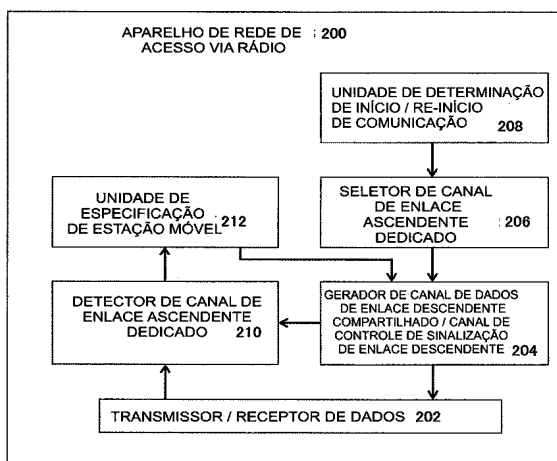 APARELHO DE REDE DE : 200
ACESSO VIA RÁDIO
UNIDADE DE DETERMINAÇÃO
DE INÍCIO / RE-INÍCIO
DE COMUNICAÇÃO 208
UNIDADE DE
ESPECIFICAÇÃO 212
DE ESTAÇÃO MÓVEL
SELETOR DE CANAL
DE ENLACE
ASCENDENTE : 206
DEDICADO
DETECTOR DE CANAL DE
ENLACE ASCENDENTE
DEDICADO 210
GERADOR DE CANAL DE DADOS
DE ENLACE DESCENDENTE
COMPARTILHADO / CANAL DE
CONTROLE DE SINALIZAÇÃO
DE ENLACE DESCENDENTE 204
TRANSMISSOR / RECEPTOR DE DADOS 202